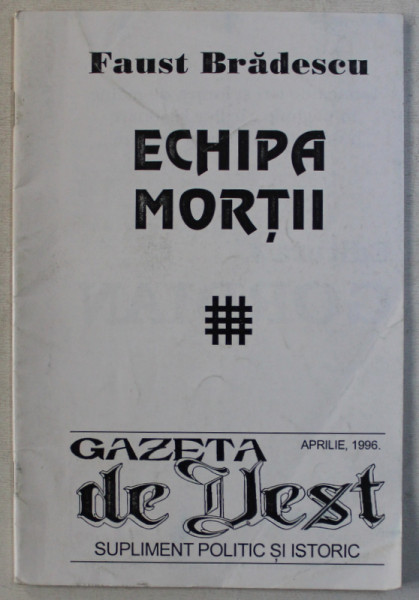 Faust Brădescu
ECHIPA
MORȚII
GAZETA
APRILIE, 1996.
de Vest
SUPLIMENT POLITIC ȘI ISTORIC